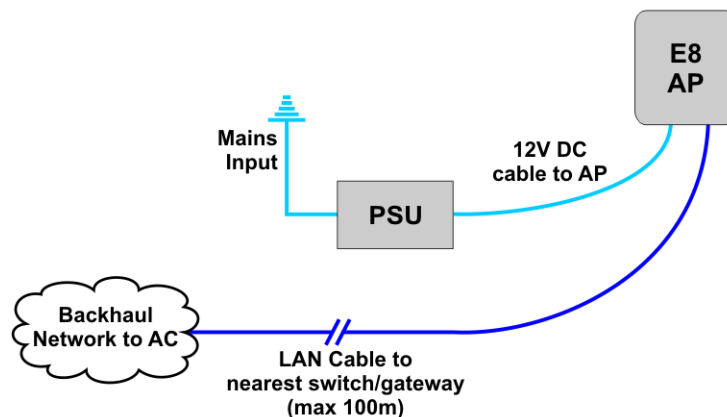 E8
AP
Mains
Input
12V DC
cable to AP
PSU
Backhaul
Network to AC
LAN Cable to
nearest switch/gateway
(max 100m)